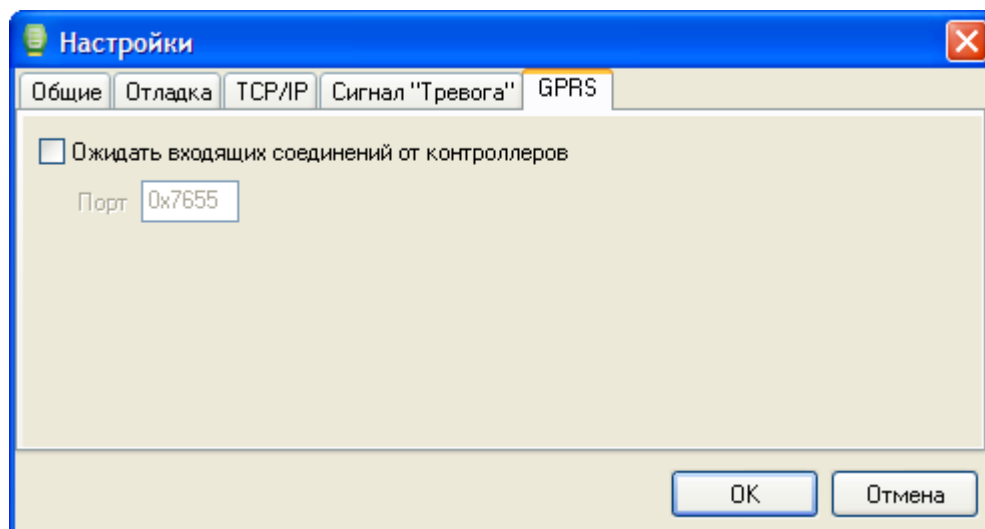 Настройки
Общие Отладка TCP/IP Сигнал "Тревога" GPRS
Ожидать входящих соединений от контроллеров
Порт 0x7655
OK Отмена